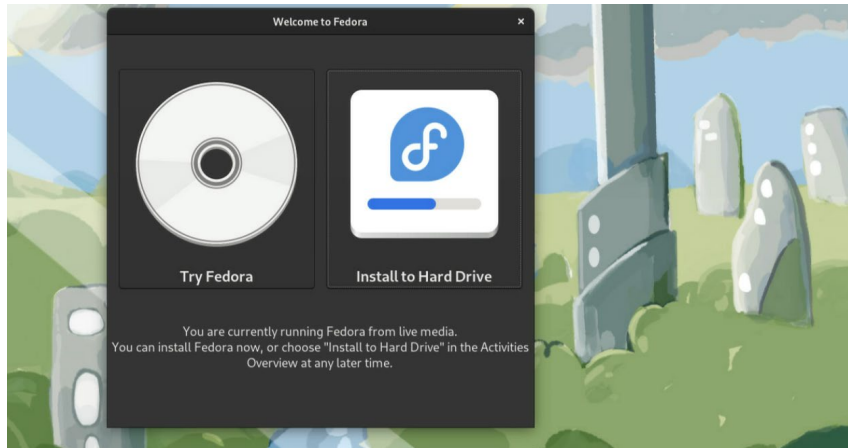 Welcome to Fedora
Try Fedora
Install to Hard Drive
You are currently running Fedora from live media.
You can install Fedora now, or choose "Install to Hard Drive" in the Activities
Overview at any later time.